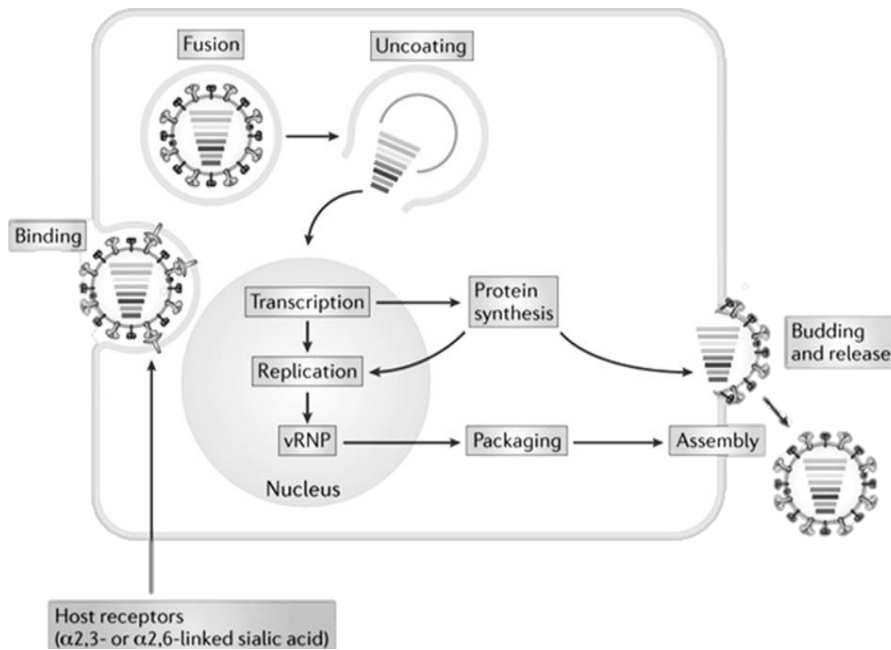 Fusion
Uncoating
Binding
Transcription
Protein
synthesis
Replication
Budding
and release
vRNP
Packaging
Assembly
Nucleus
Host receptors
(α2,3- or α2,6-linked sialic acid)